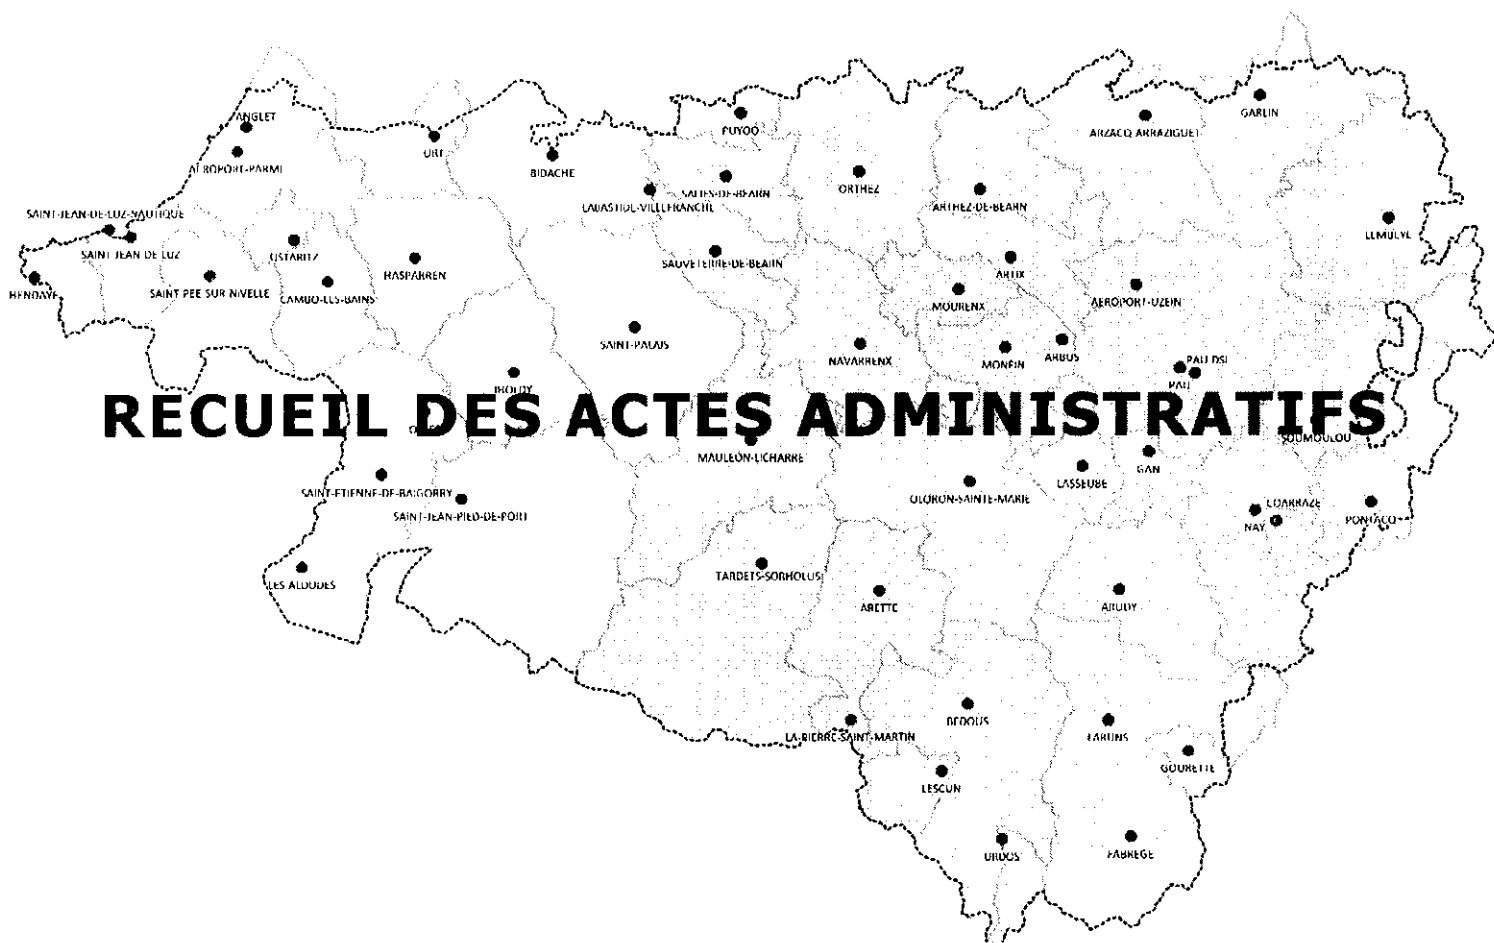 GARLIN
ANGLET
PUYOO
ARZACQ ARRAZIGUET
URT
AEROPORT-PARME
BIDACHE
SALIES-DE-BEARN
ORTHEZ
LABASTIDE-VILLEFRANCHE
ARTHEZ-DE-BEARN
SAINT-JEAN-DE-LUZ-NAUTIQUE
LEMBEYE
SAINT JEAN DE LUZ
USTARITZ
HASPARREN
SAUVETERRE-DE-BEARN
ARTIX
HENDAYE
SAINT PEE SUR NIVELLE
CAMBO-LES-BAINS
MOURENX
AEROPORT-UZEIN
SAINT-PALAIS
NAVARRENX
MONEIN
ARBUS
PAU DSI
PAU
IHOLDY
RECUEIL DES ACTES ADMINISTRATIFS
SOUMOULOU
MAULEON-LICHARRE
GAN
LASSEUBE
SAINT-ETIENNE-DE-BAIGORRY
OLORON-SAINTE-MARIE
COARRAZE
SAINT-JEAN-PIED-DE-PORT
NAY
PONTACQ
TARDETS-SORHOLUS
LES ALDUDES
ARETTE
ARUDY
BEDOUS
LA-PIERRE-SAINT-MARTIN
LARUNS
GOURETTE
LESCUN
URDOS
FABREGE